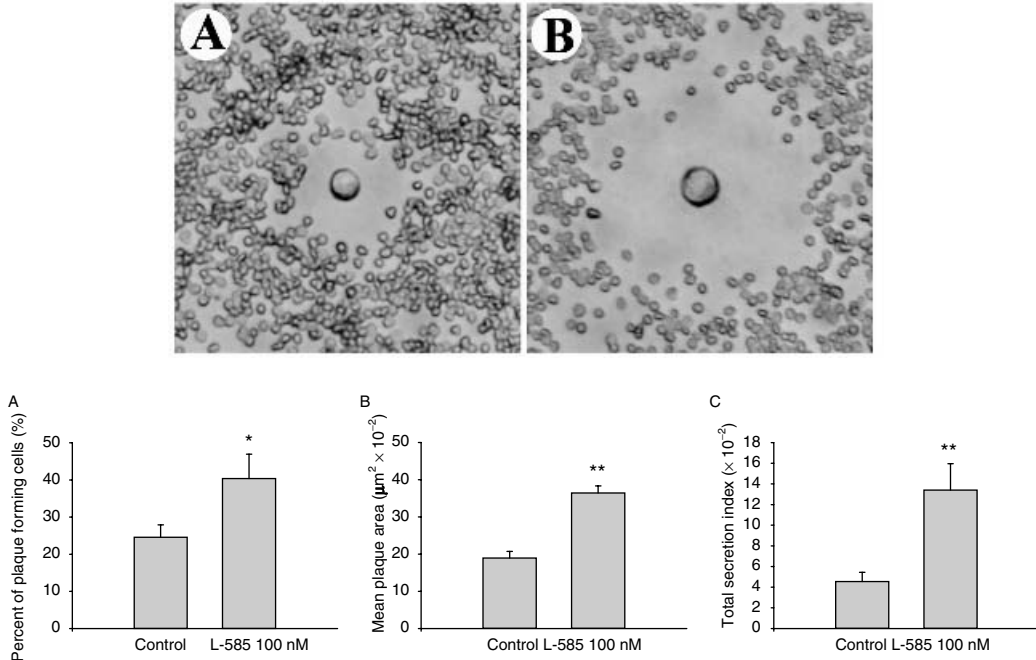 A
B
A
Percent of plaque forming cells (%)
50
40
30
20
10
0
*
Control L-585 100 nM
B
Mean plaque area (µm² × 10⁻²)
50
40
30
20
10
0
**
Control L-585 100 nM
C
Total secretion index (× 10⁻²)
18
16
14
12
10
8
6
4
2
0
**
Control L-585 100 nM